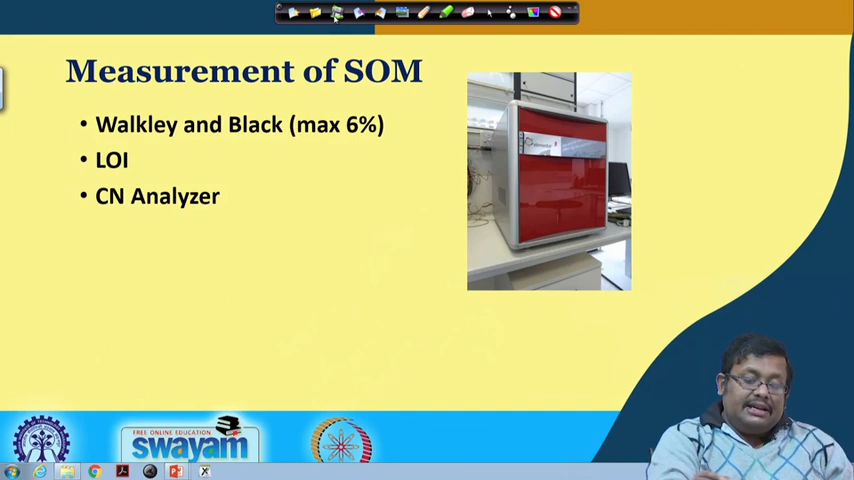 Measurement of SOM
• Walkley and Black (max 6%)
• LOI
• CN Analyzer
FREE ONLINE EDUCATION
swayam